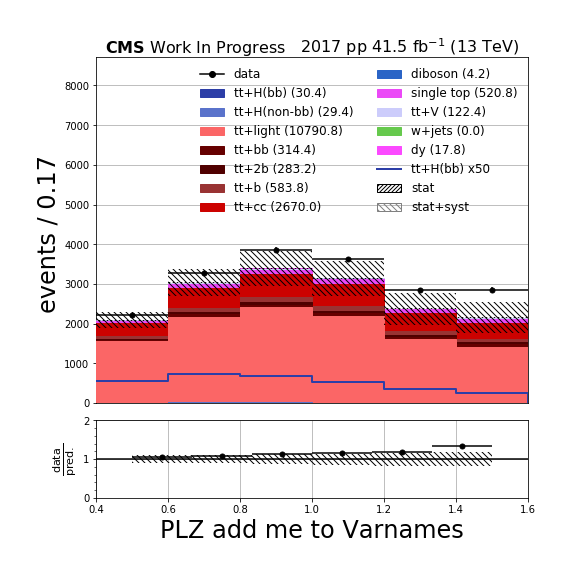 CMS Work In Progress 2017 pp 41.5 fb⁻¹ (13 TeV)
events / 0.17
8000
7000
6000
5000
4000
3000
2000
1000
0
data
tt+H(bb) (30.4)
tt+H(non-bb) (29.4)
tt+light (10790.8)
tt+bb (314.4)
tt+2b (283.2)
tt+b (583.8)
tt+cc (2670.0)
diboson (4.2)
single top (520.8)
tt+V (122.4)
w+jets (0.0)
dy (17.8)
tt+H(bb) x50
stat
stat+syst
data
pred.
2
1
0
0.4 0.6 0.8 1.0 1.2 1.4 1.6
PLZ add me to Varnames